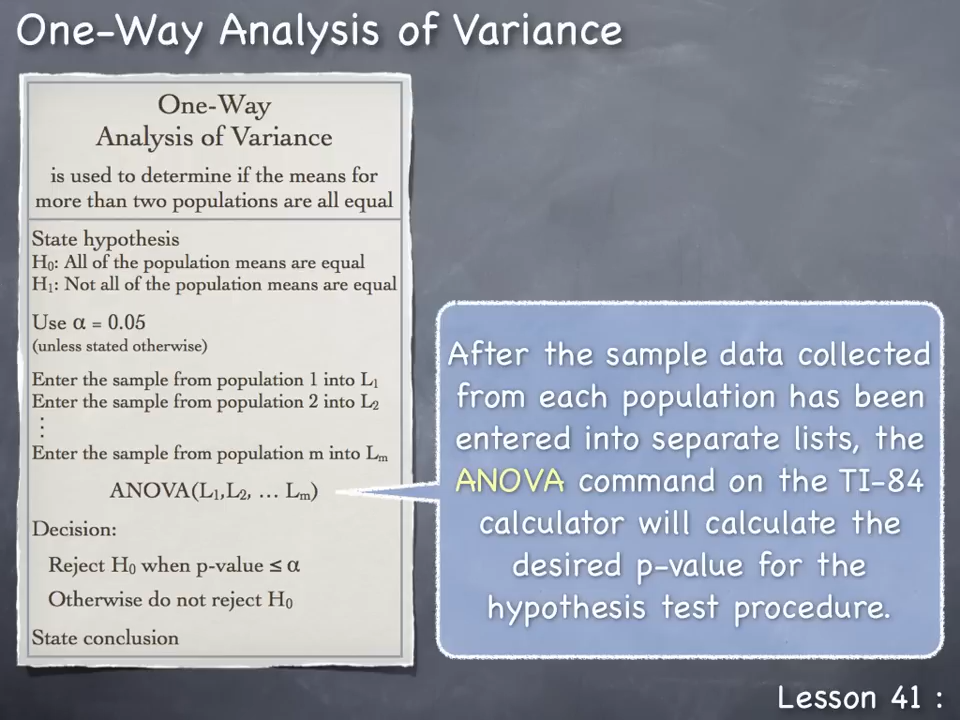 One-Way Analysis of Variance
One-Way
Analysis of Variance
is used to determine if the means for
more than two populations are all equal
State hypothesis
H₀: All of the population means are equal
H₁: Not all of the population means are equal
Use α = 0.05
(unless stated otherwise)
Enter the sample from population 1 into L₁
Enter the sample from population 2 into L₂
⋮
Enter the sample from population m into Lₘ
ANOVA(L₁,L₂, … Lₘ)
Decision:
Reject H₀ when p-value ≤ α
Otherwise do not reject H₀
State conclusion
After the sample data collected
from each population has been
entered into separate lists, the
ANOVA command on the TI-84
calculator will calculate the
desired p-value for the
hypothesis test procedure.
Lesson 41 :